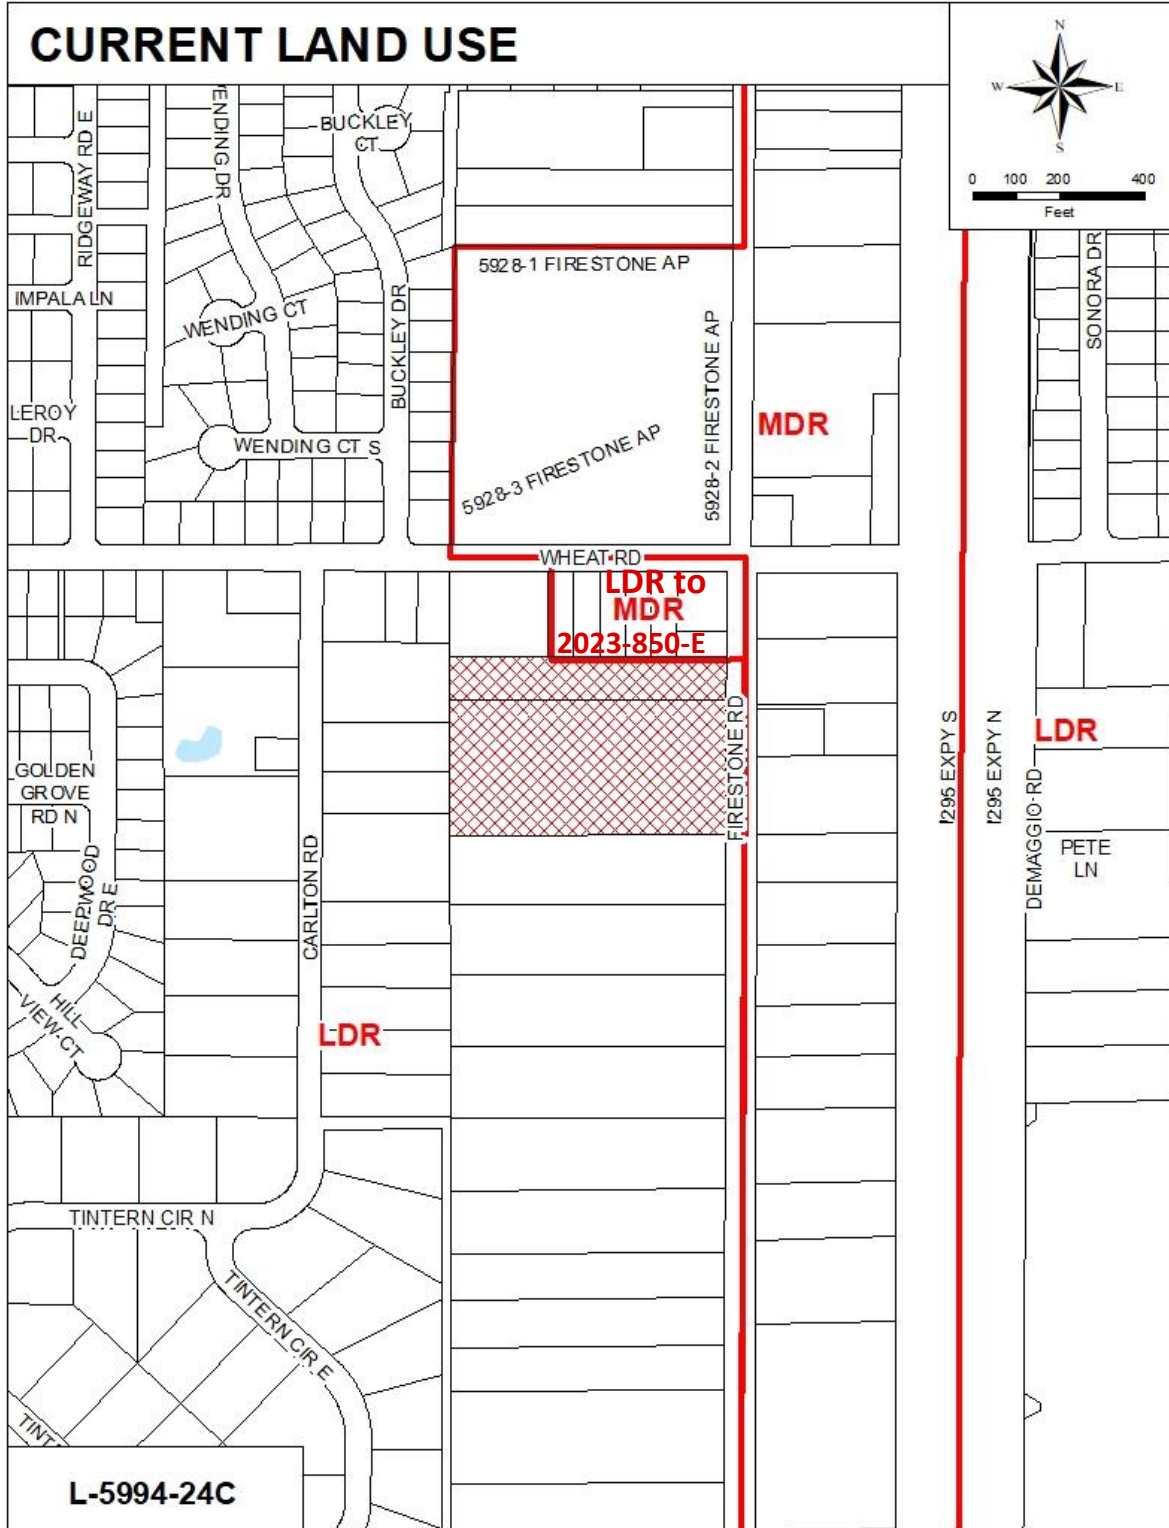 CURRENT LAND USE
N
W
E
S
0 100 200 400
Feet
RIDGEWAY RD E
ENDING DR
BUCKLEY
CT
BUCKLEY DR
IMPALA LN
WENDING CT
LEROY
DR
WENDING CT S
5928-1 FIRESTONE AP
5928-2 FIRESTONE AP
5928-3 FIRESTONE AP
MDR
SONORA DR
WHEAT RD
LDR to
MDR
2023-850-E
FIRESTONE RD
I295 EXPY S
I295 EXPY N
LDR
DEMAGGIO RD
PETE
LN
GOLDEN
GROVE
RD N
DEEPWOOD
DR E
CARLTON RD
HILL
VIEW CT
LDR
TINTERN CIR N
TINTERN CIR E
TINT
L-5994-24C